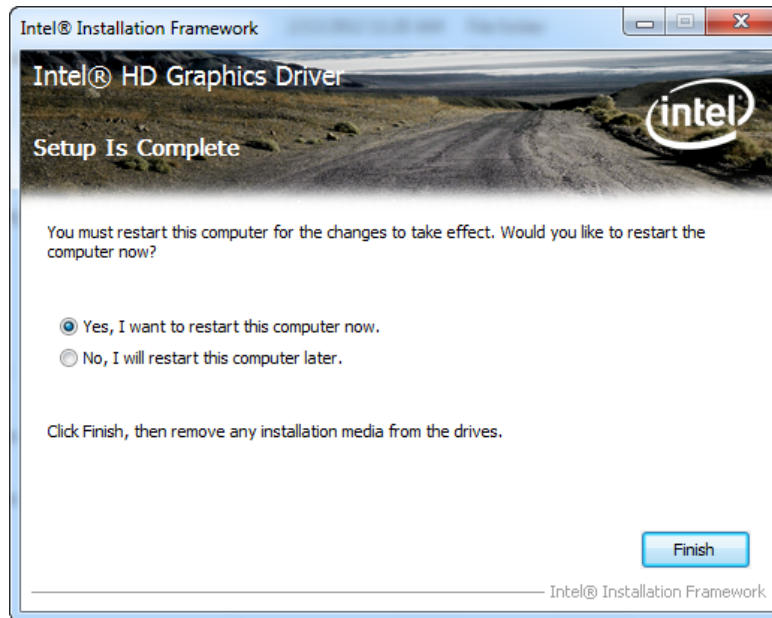 Intel® Installation Framework
Intel® HD Graphics Driver
intel
Setup Is Complete
You must restart this computer for the changes to take effect. Would you like to restart the
computer now?
Yes, I want to restart this computer now.
No, I will restart this computer later.
Click Finish, then remove any installation media from the drives.
Finish
Intel® Installation Framework